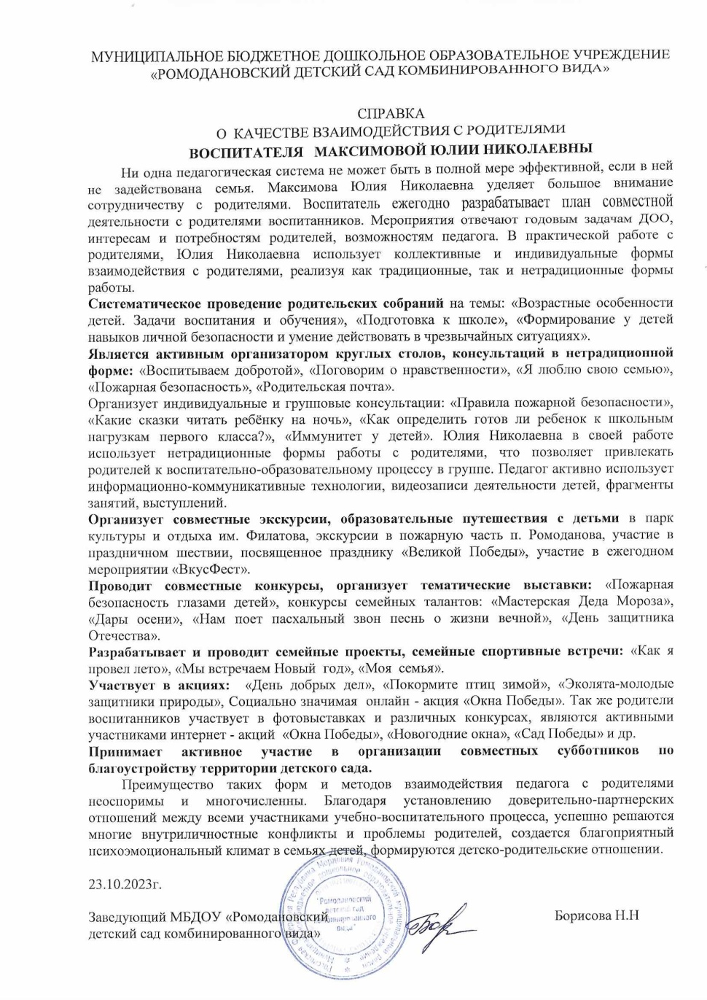 МУНИЦИПАЛЬНОЕ БЮДЖЕТНОЕ ДОШКОЛЬНОЕ ОБРАЗОВАТЕЛЬНОЕ УЧРЕЖДЕНИЕ
«РОМОДАНОВСКИЙ ДЕТСКИЙ САД КОМБИНИРОВАННОГО ВИДА»
СПРАВКА
О КАЧЕСТВЕ ВЗАИМОДЕЙСТВИЯ С РОДИТЕЛЯМИ
ВОСПИТАТЕЛЯ МАКСИМОВОЙ ЮЛИИ НИКОЛАЕВНЫ
Ни одна педагогическая система не может быть в полной мере эффективной, если в ней
не задействована семья. Максимова Юлия Николаевна уделяет большое внимание
сотрудничеству с родителями. Воспитатель ежегодно разрабатывает план совместной
деятельности с родителями воспитанников. Мероприятия отвечают годовым задачам ДОО,
интересам и потребностям родителей, возможностям педагога. В практической работе с
родителями, Юлия Николаевна использует коллективные и индивидуальные формы
взаимодействия с родителями, реализуя как традиционные, так и нетрадиционные формы
работы.
Систематическое проведение родительских собраний на темы: «Возрастные особенности
детей. Задачи воспитания и обучения», «Подготовка к школе», «Формирование у детей
навыков личной безопасности и умение действовать в чрезвычайных ситуациях».
Является активным организатором круглых столов, консультаций в нетрадиционной
форме: «Воспитываем добротой», «Поговорим о нравственности», «Я люблю свою семью»,
«Пожарная безопасность», «Родительская почта».
Организует индивидуальные и групповые консультации: «Правила пожарной безопасности»,
«Какие сказки читать ребёнку на ночь», «Как определить готов ли ребенок к школьным
нагрузкам первого класса?», «Иммунитет у детей». Юлия Николаевна в своей работе
использует нетрадиционные формы работы с родителями, что позволяет привлекать
родителей к воспитательно-образовательному процессу в группе. Педагог активно использует
информационно-коммуникативные технологии, видеозаписи деятельности детей, фрагменты
занятий, выступлений.
Организует совместные экскурсии, образовательные путешествия с детьми в парк
культуры и отдыха им. Филатова, экскурсии в пожарную часть п. Ромоданова, участие в
праздничном шествии, посвященное празднику «Великой Победы», участие в ежегодном
мероприятии «ВкусФест».
Проводит совместные конкурсы, организует тематические выставки: «Пожарная
безопасность глазами детей», конкурсы семейных талантов: «Мастерская Деда Мороза»,
«Дары осени», «Нам поет пасхальный звон песнь о жизни вечной», «День защитника
Отечества».
Разрабатывает и проводит семейные проекты, семейные спортивные встречи: «Как я
провел лето», «Мы встречаем Новый год», «Моя семья».
Участвует в акциях: «День добрых дел», «Покормите птиц зимой», «Эколята-молодые
защитники природы», Социально значимая онлайн - акция «Окна Победы». Так же родители
воспитанников участвует в фотовыставках и различных конкурсах, являются активными
участниками интернет - акций «Окна Победы», «Новогодние окна», «Сад Победы» и др.
Принимает активное участие в организации совместных субботников по
благоустройству территории детского сада.
Преимущество таких форм и методов взаимодействия педагога с родителями
неоспоримы и многочисленны. Благодаря установлению доверительно-партнерских
отношений между всеми участниками учебно-воспитательного процесса, успешно решаются
многие внутриличностные конфликты и проблемы родителей, создается благоприятный
психоэмоциональный климат в семьях детей, формируются детско-родительские отношении.
23.10.2023г.
Заведующий МБДОУ «Ромодановский
детский сад комбинированного вида»
Борисова Н.Н
"Ромодановский
детский сад
комбинированного
вида"